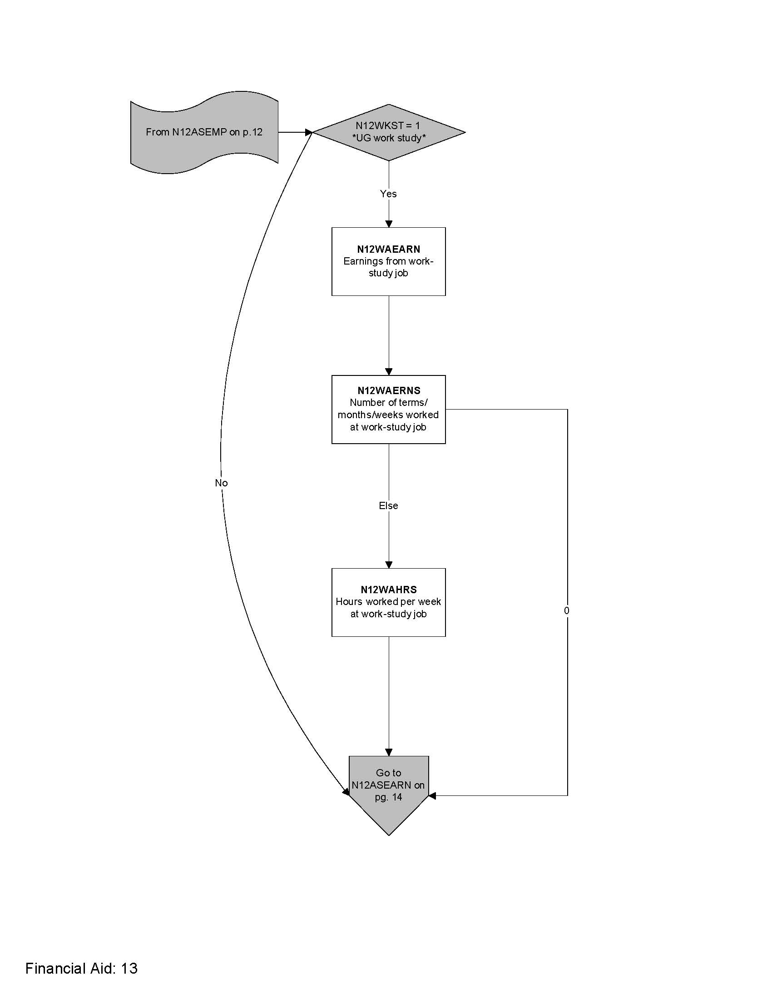 From N12ASEMP on p.12
N12WKST = 1
*UG work study*
Yes
N12WAEARN
Earnings from work-
study job
N12WAERNS
Number of terms/
months/weeks worked
at work-study job
No
Else
N12WAHRS
Hours worked per week
at work-study job
0
Go to
N12ASEARN on
pg. 14
Financial Aid: 13